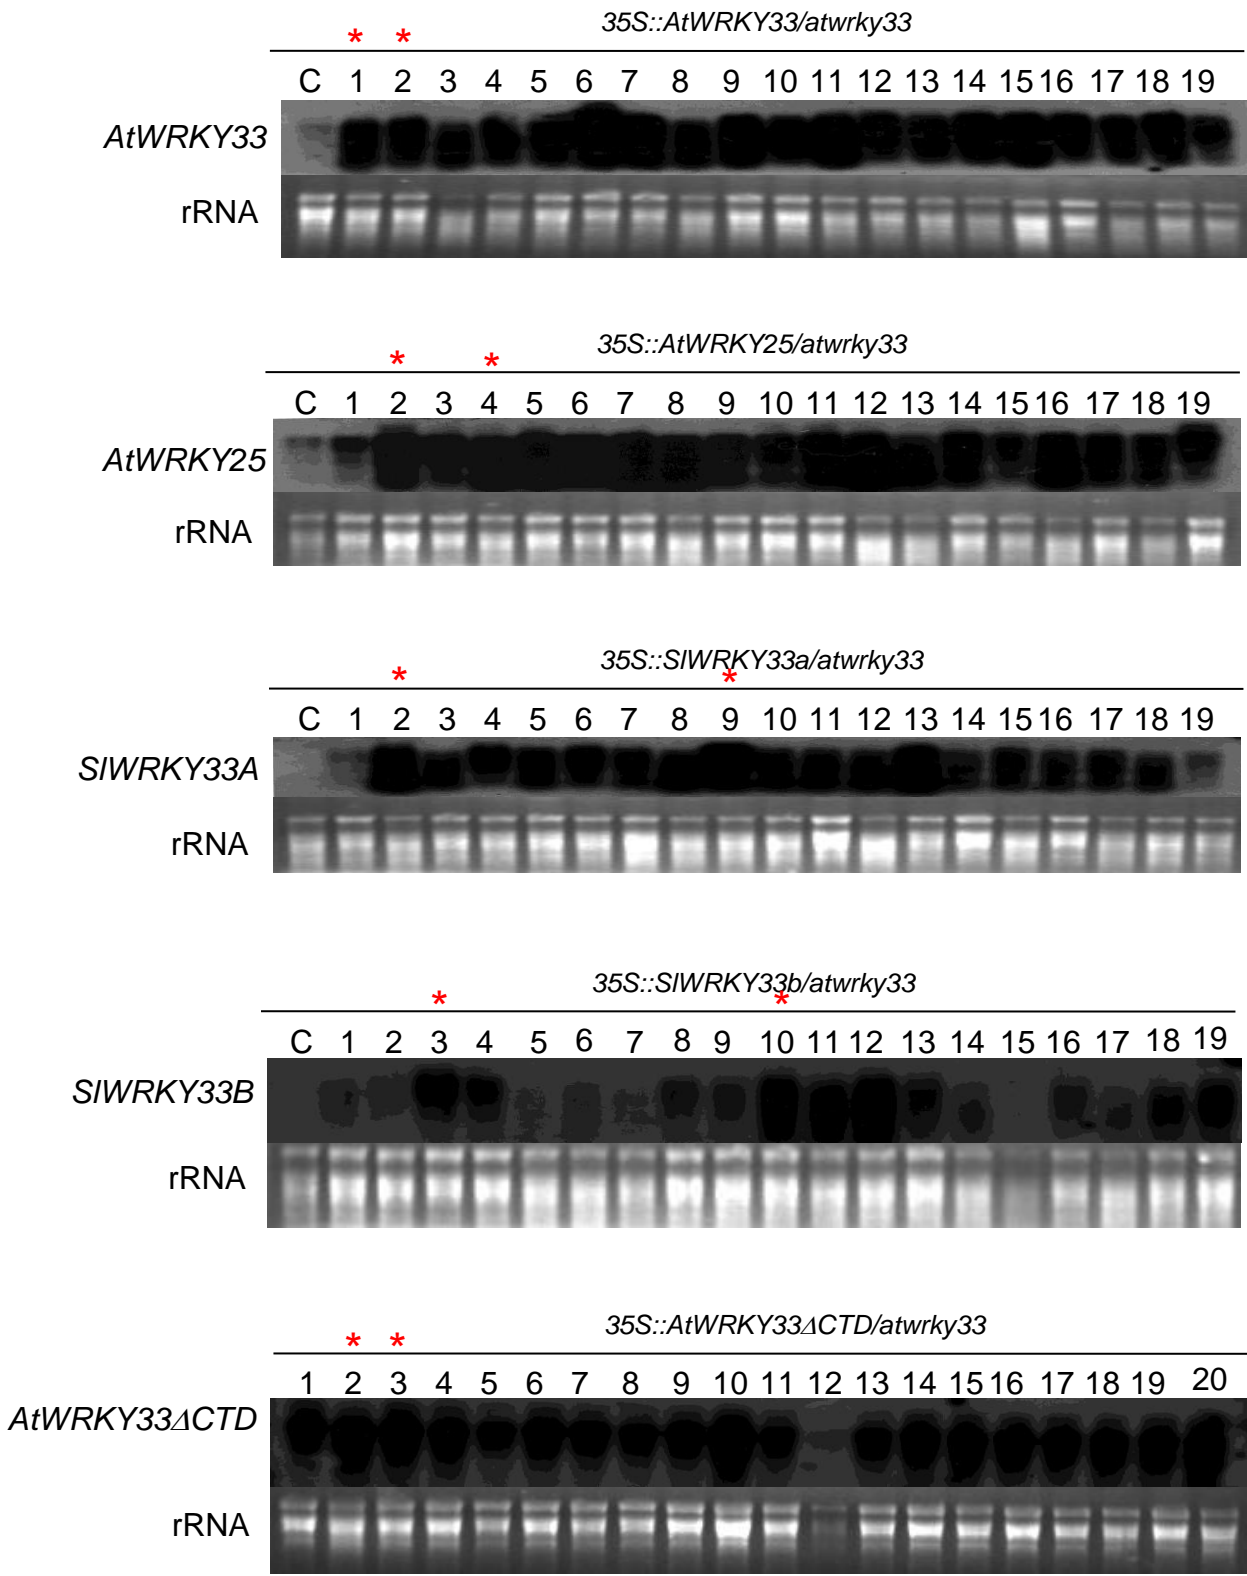 35S::AtWRKY33/atwrky33
* *
C 1 2 3 4 5 6 7 8 9 10 11 12 13 14 15 16 17 18 19
AtWRKY33
rRNA
35S::AtWRKY25/atwrky33
* *
C 1 2 3 4 5 6 7 8 9 10 11 12 13 14 15 16 17 18 19
AtWRKY25
rRNA
35S::SlWRKY33a/atwrky33
* *
C 1 2 3 4 5 6 7 8 9 10 11 12 13 14 15 16 17 18 19
SlWRKY33A
rRNA
35S::SlWRKY33b/atwrky33
* *
C 1 2 3 4 5 6 7 8 9 10 11 12 13 14 15 16 17 18 19
SlWRKY33B
rRNA
35S::AtWRKY33ΔCTD/atwrky33
* *
1 2 3 4 5 6 7 8 9 10 11 12 13 14 15 16 17 18 19 20
AtWRKY33ΔCTD
rRNA